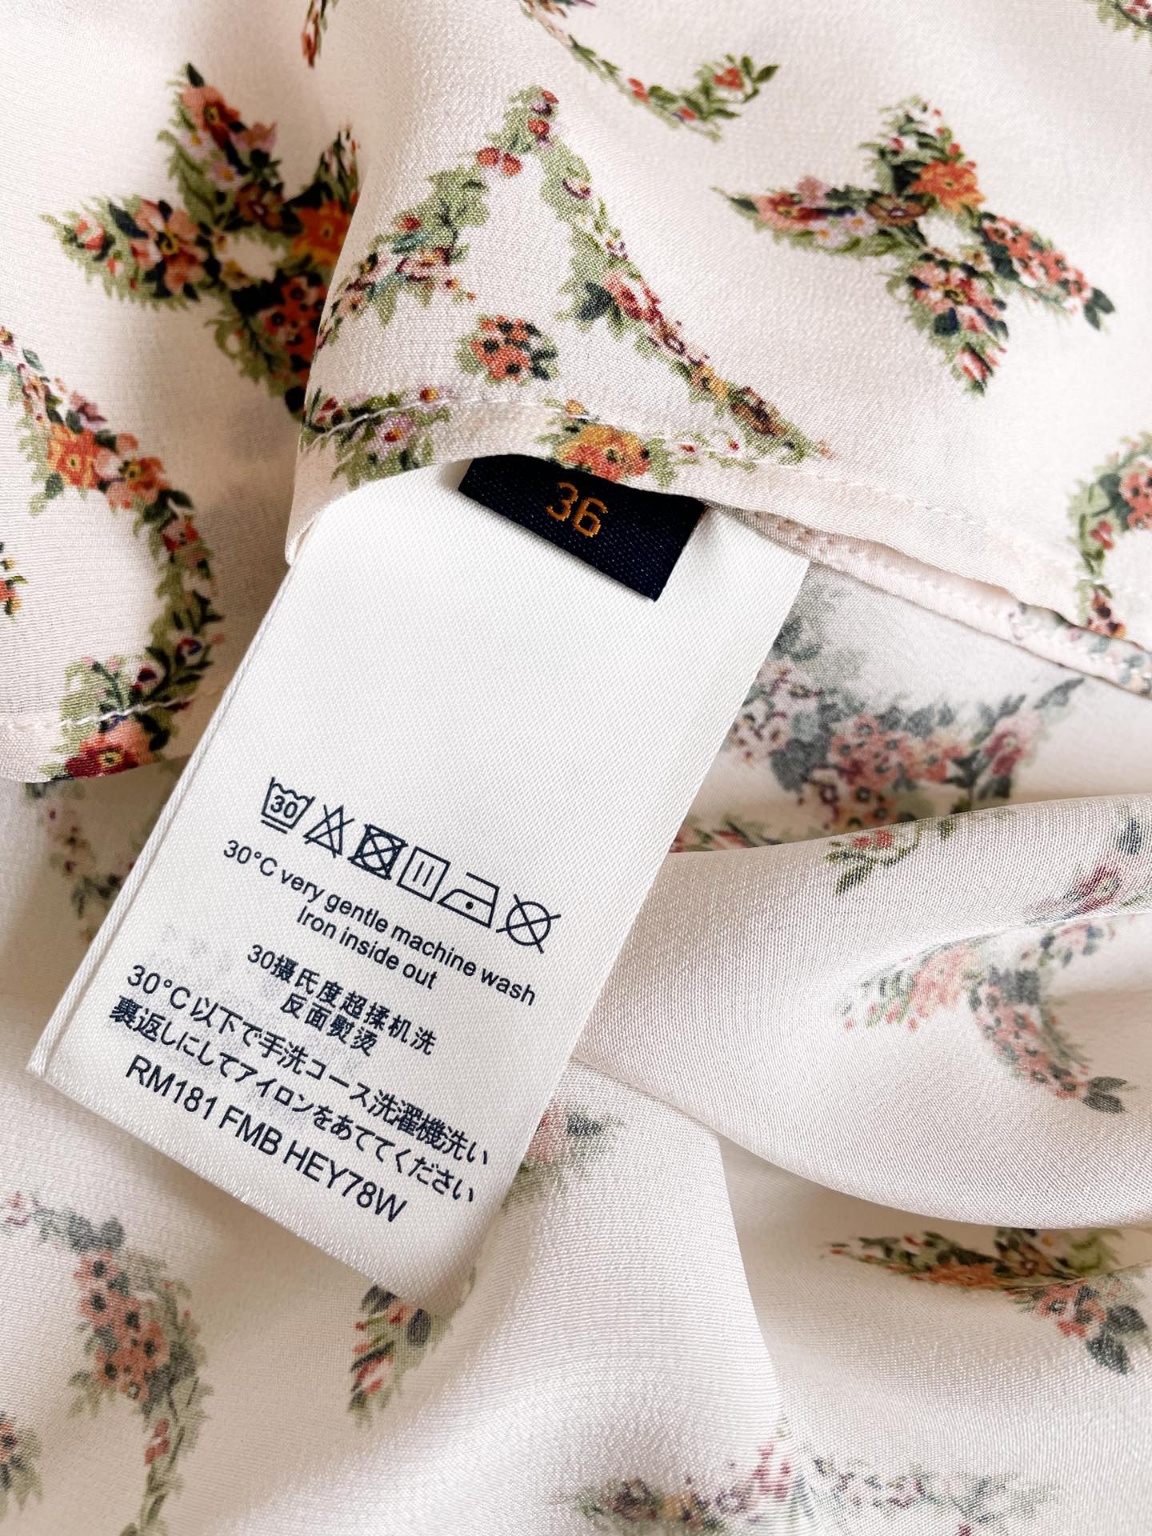 36
30
30°C very gentle machine wash
Iron inside out
30攝氏度超揉机洗
反面熨烫
30°C以下で手洗コース洗濯機洗い
裏返しにしてアイロンをあててください
RM181 FMB HEY78W